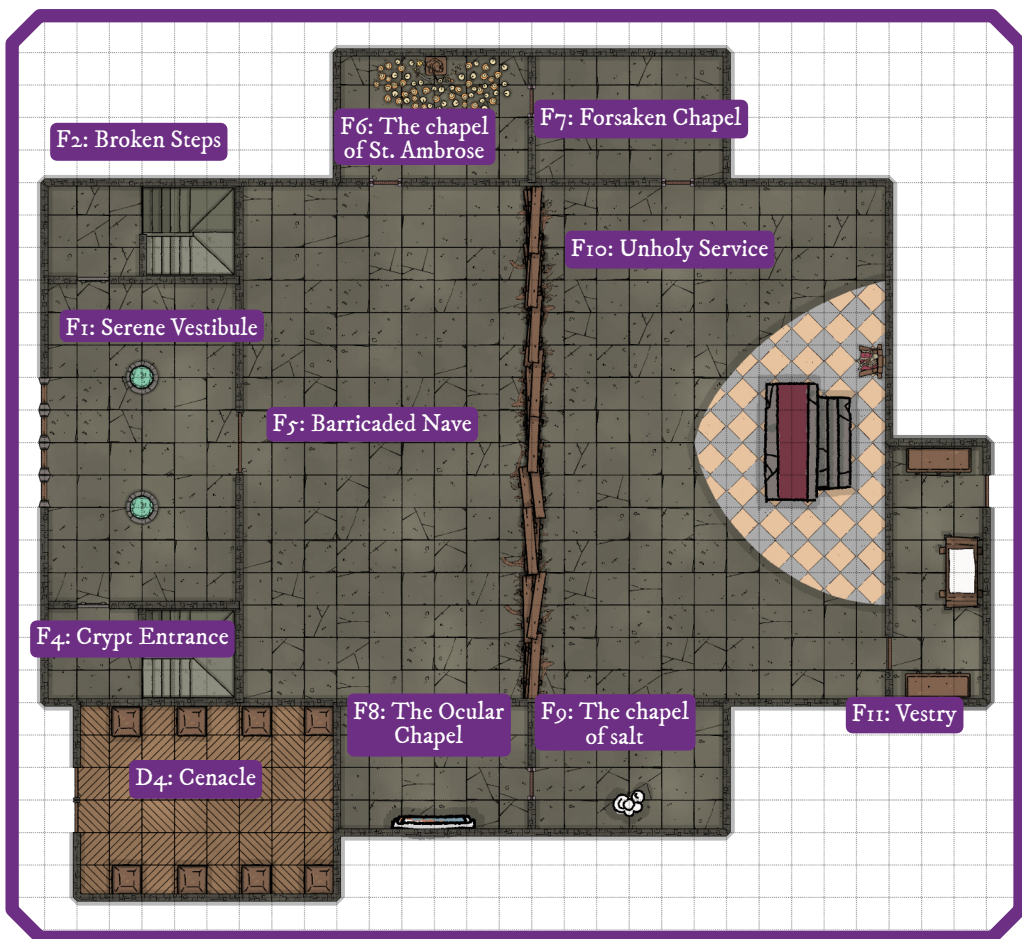 F2: Broken Steps
F6: The chapel
of St. Ambrose
F7: Forsaken Chapel
F10: Unholy Service
F1: Serene Vestibule
F5: Barricaded Nave
F4: Crypt Entrance
F8: The Ocular
Chapel
F9: The chapel
of salt
F11: Vestry
D4: Cenacle